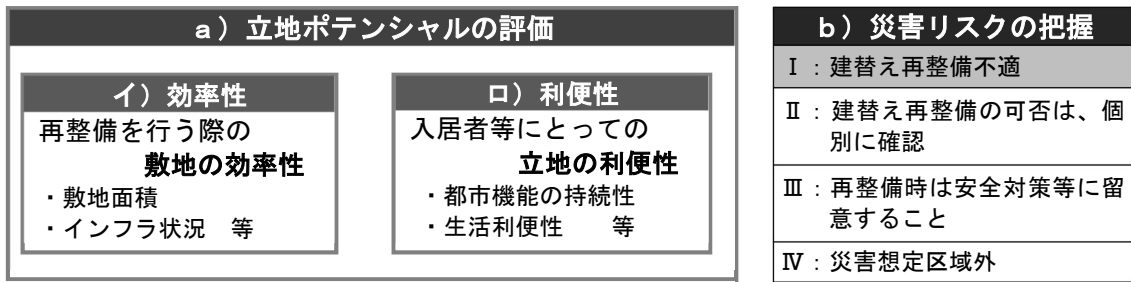 ａ）立地ポテンシャルの評価
イ）効率性
再整備を行う際の
敷地の効率性
・敷地面積
・インフラ状況　等
ロ）利便性
入居者等にとっての
立地の利便性
・都市機能の持続性
・生活利便性　　等
ｂ）災害リスクの把握
Ⅰ：建替え再整備不適
Ⅱ：建替え再整備の可否は、個
別に確認
Ⅲ：再整備時は安全対策等に留
意すること
Ⅳ：災害想定区域外